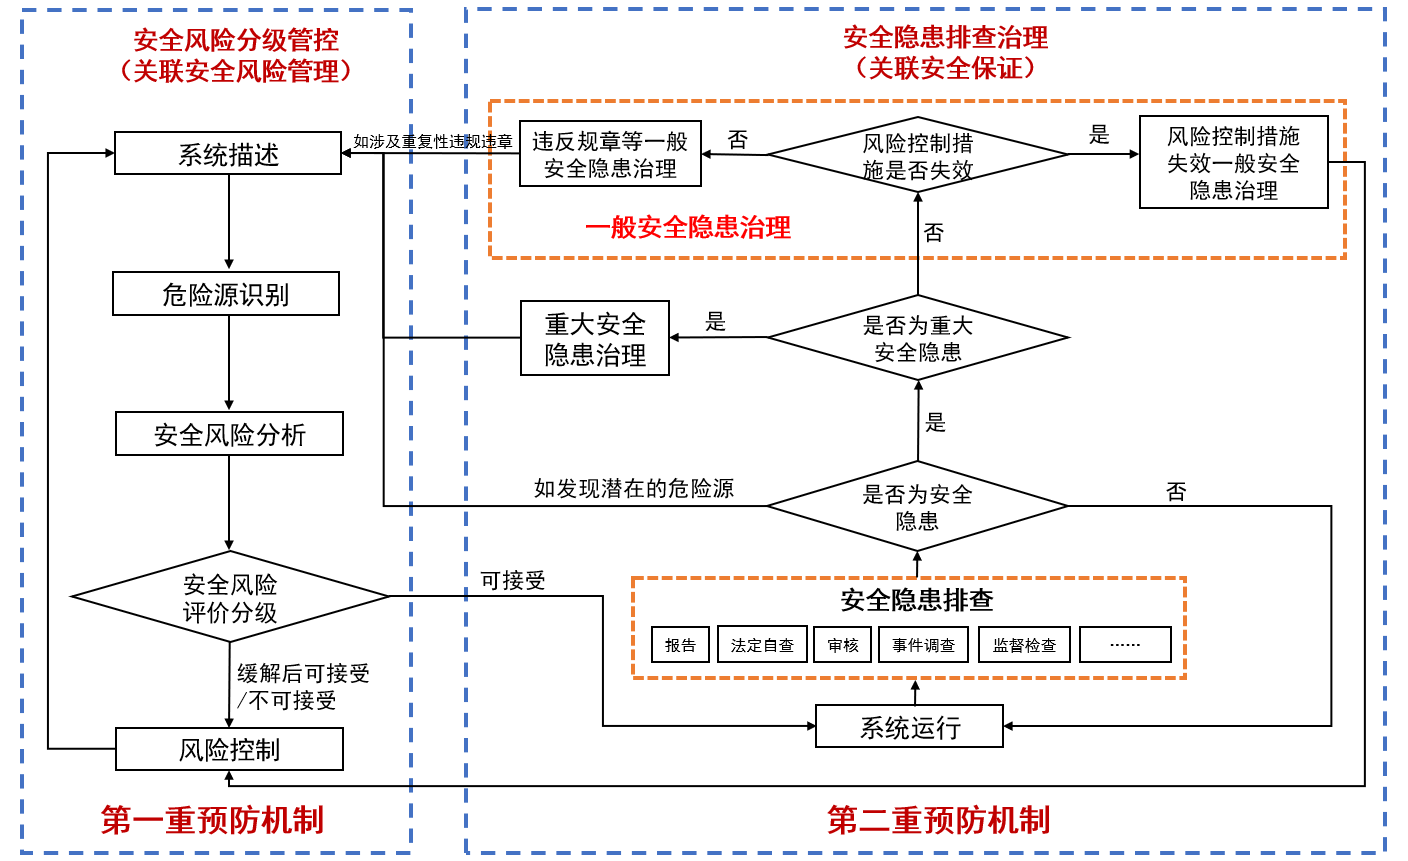 安全风险分级管控
（关联安全风险管理）
系统描述
危险源识别
安全风险分析
安全风险
评价分级
缓解后可接受
/不可接受
风险控制
第一重预防机制
如涉及重复性违规违章
可接受
安全隐患排查治理
（关联安全保证）
违反规章等一般
安全隐患治理
否
风险控制措
施是否失效
是
风险控制措施
失效一般安全
隐患治理
一般安全隐患治理
否
重大安全
隐患治理
是
是否为重大
安全隐患
是
如发现潜在的危险源
是否为安全
隐患
否
安全隐患排查
报告
法定自查
审核
事件调查
监督检查
……
系统运行
第二重预防机制